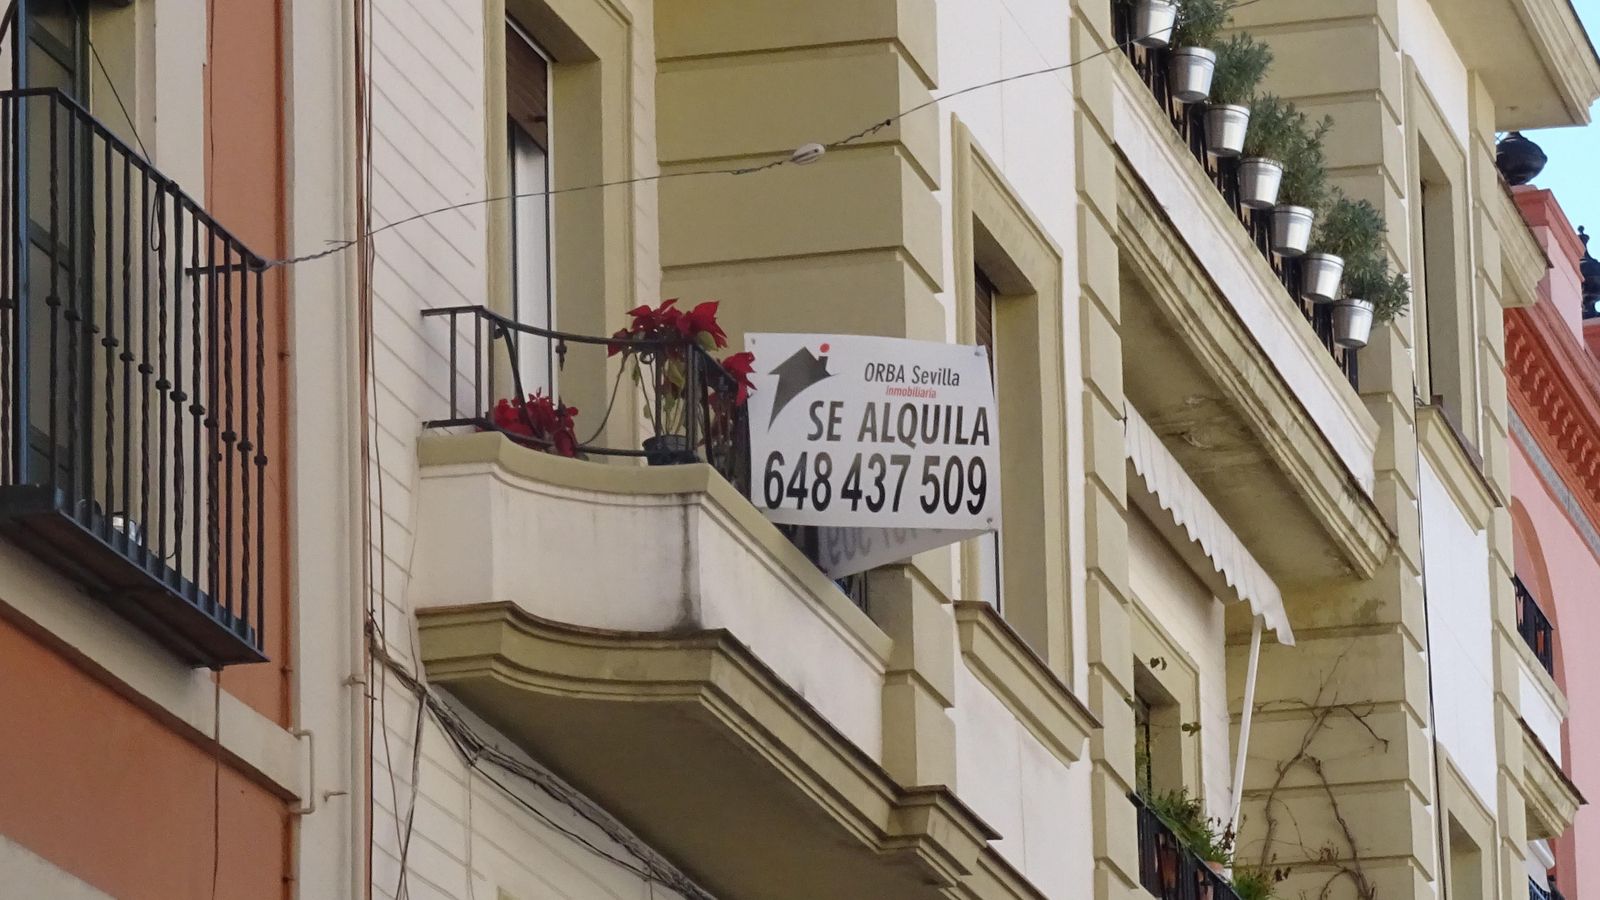 ORBA Sevilla
inmobiliaria
SE ALQUILA
648 437 509